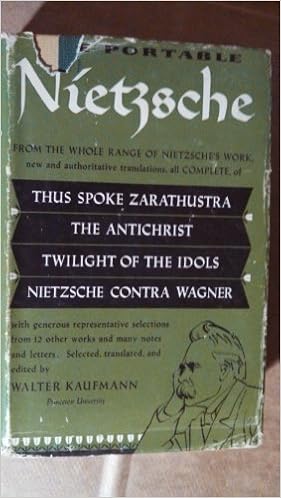 PORTABLE
Nietzsche
FROM THE WHOLE RANGE OF NIETZSCHE'S WORK,
new and authoritative translations, all COMPLETE, of
THUS SPOKE ZARATHUSTRA
THE ANTICHRIST
TWILIGHT OF THE IDOLS
NIETZSCHE CONTRA WAGNER
with generous representative selections
from 12 other works and many notes
and letters. Selected, translated, and
edited by
WALTER KAUFMANN
Princeton University